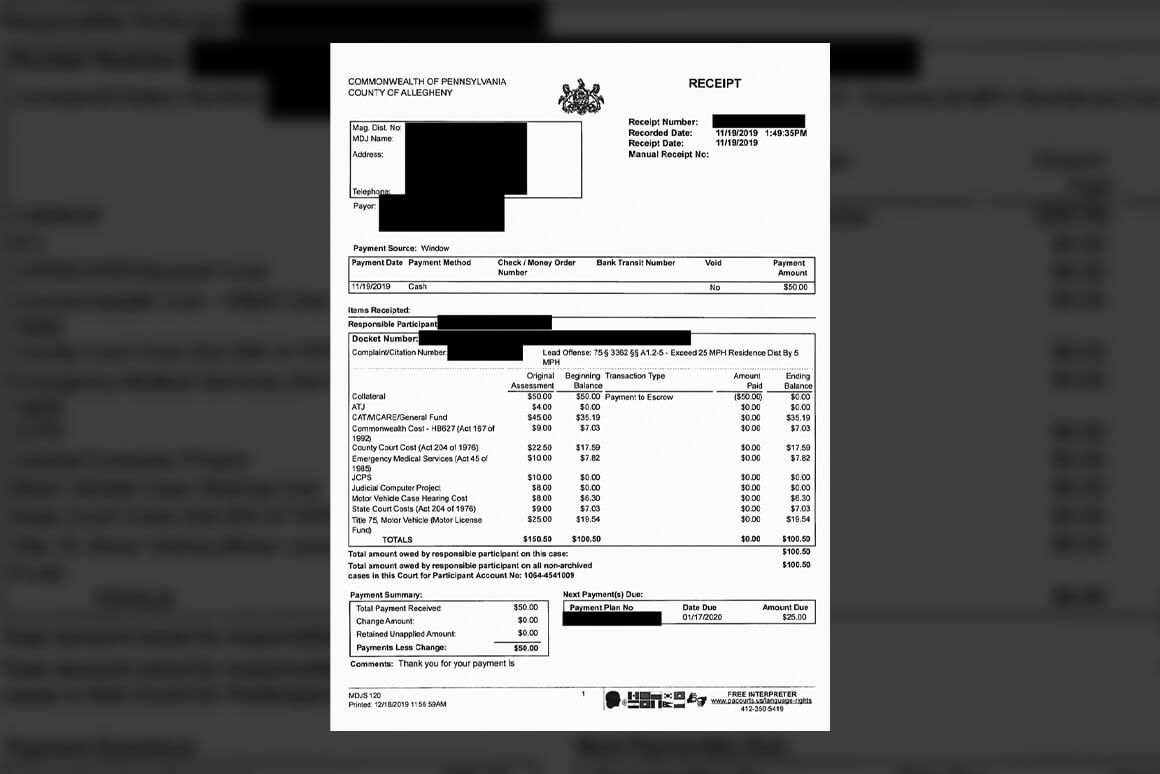 COMMONWEALTH OF PENNSYLVANIA
COUNTY OF ALLEGHENY
RECEIPT
Mag. Dist. No:
MDJ Name:
Address:
Telephone:
Receipt Number:
Recorded Date: 11/19/2019 1:49:35PM
Receipt Date: 11/19/2019
Manual Receipt No:
Payor:
Payment Source: Window
Payment Date Payment Method Check / Money Order Number Bank Transit Number Void Payment Amount
11/19/2019 Cash No $50.00
Items Receipted:
Responsible Participant
Docket Number:
Complaint/Citation Number: Lead Offense: 75 § 3362 §§ A1.2-5 - Exceed 25 MPH Residence Dist By 5
MPH
Original Assessment Beginning Balance Transaction Type Amount Paid Ending Balance
Collateral $50.00 $50.00 Payment to Escrow ($50.00) $0.00
ATJ $4.00 $0.00 $0.00 $0.00
CAT/MCARE/General Fund $45.00 $35.19 $0.00 $35.19
Commonwealth Cost - HB627 (Act 167 of $9.00 $7.03 $0.00 $7.03
1992)
County Court Cost (Act 204 of 1976) $22.50 $17.59 $0.00 $17.59
Emergency Medical Services (Act 45 of $10.00 $7.82 $0.00 $7.82
1985)
JCPS $10.00 $0.00 $0.00 $0.00
Judicial Computer Project $8.00 $0.00 $0.00 $0.00
Motor Vehicle Case Hearing Cost $8.00 $6.30 $0.00 $6.30
State Court Costs (Act 204 of 1976) $9.00 $7.03 $0.00 $7.03
Title 75, Motor Vehicle (Motor License $25.00 $19.54 $0.00 $19.54
Fund)
TOTALS $150.50 $100.50 $0.00 $100.50
Total amount owed by responsible participant on this case: $100.50
Total amount owed by responsible participant on all non-archived $100.50
cases in this Court for Participant Account No: 1064-4541009
Payment Summary:
Total Payment Received: $50.00
Change Amount: $0.00
Retained Unapplied Amount: $0.00
Payments Less Change: $50.00
Next Payment(s) Due:
Payment Plan No Date Due Amount Due
01/17/2020 $25.00
Comments: Thank you for your payment Is
MDJS 120
Printed: 12/18/2019 11:56:59AM
1
FREE INTERPRETER
www.pacourts.us/language-rights
412-350-5419